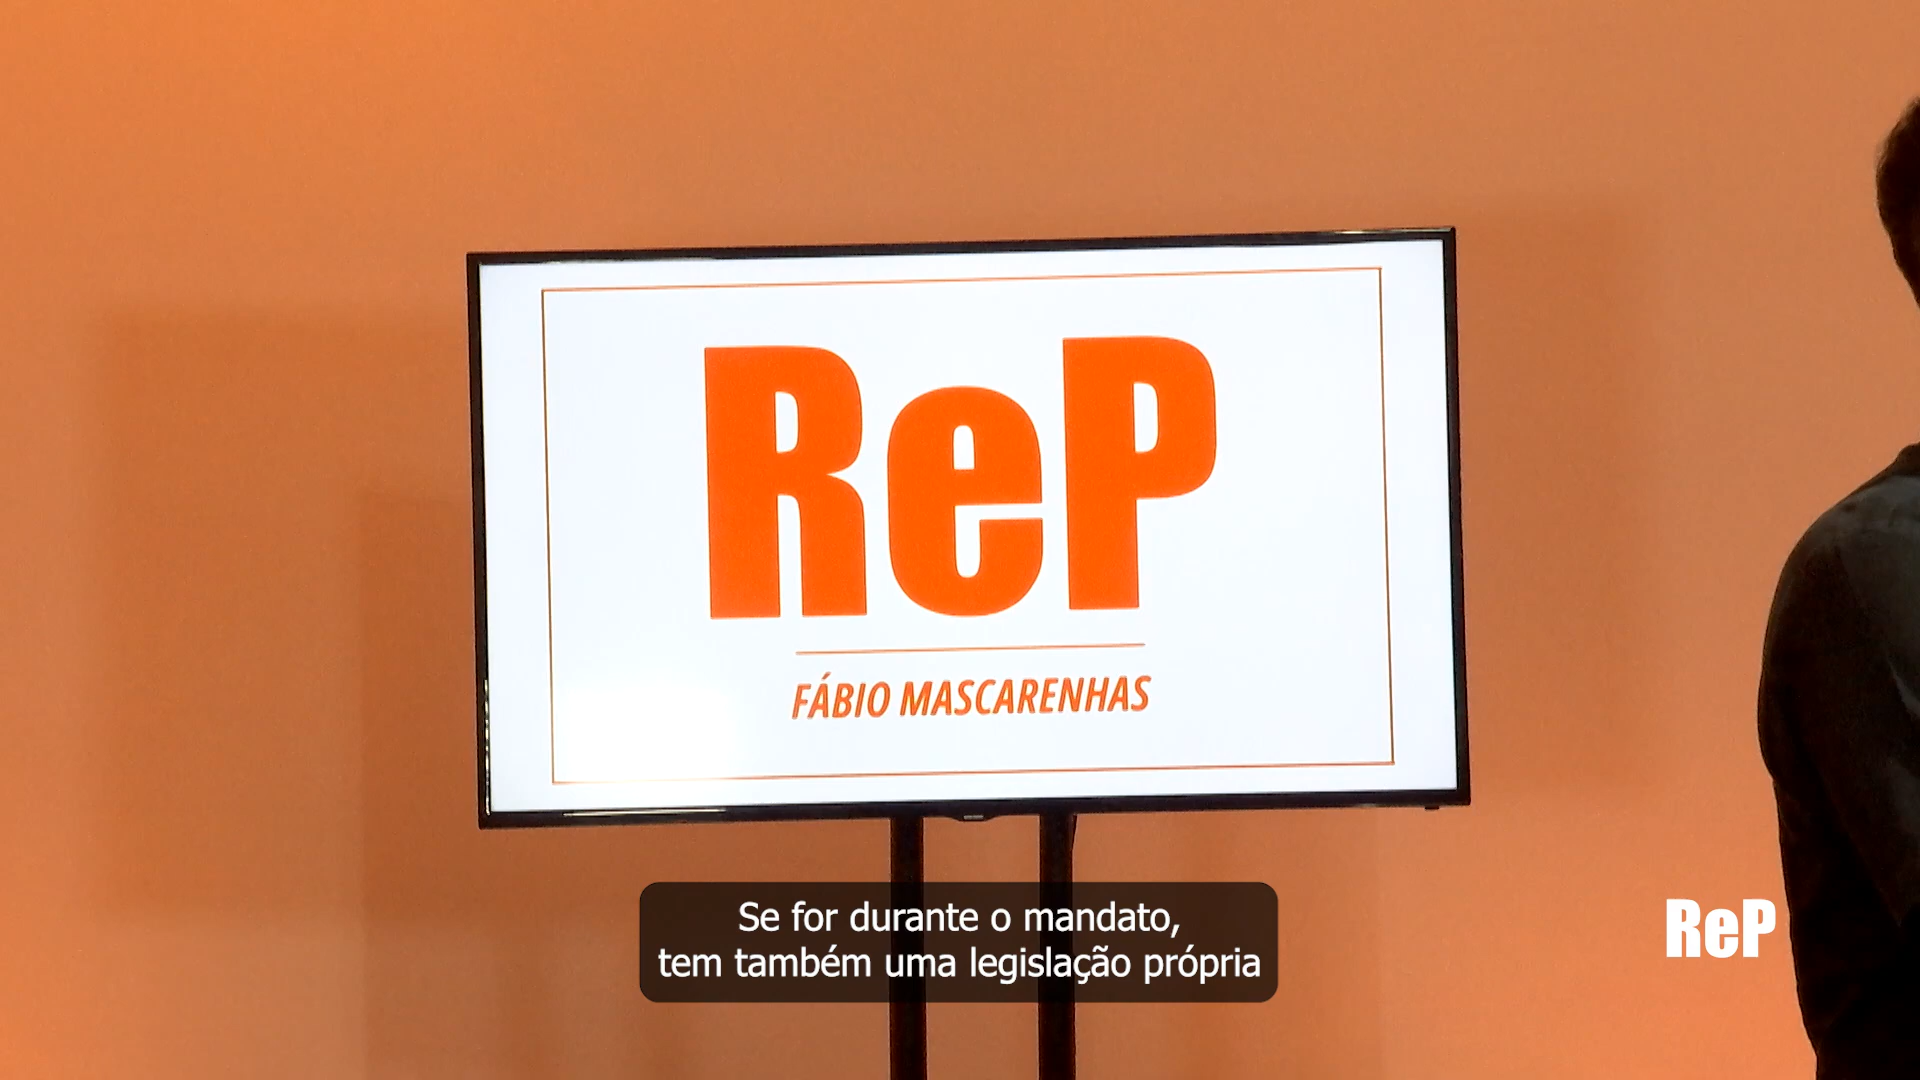 ReP
FÁBIO MASCARENHAS
Se for durante o mandato,
tem também uma legislação própria
ReP